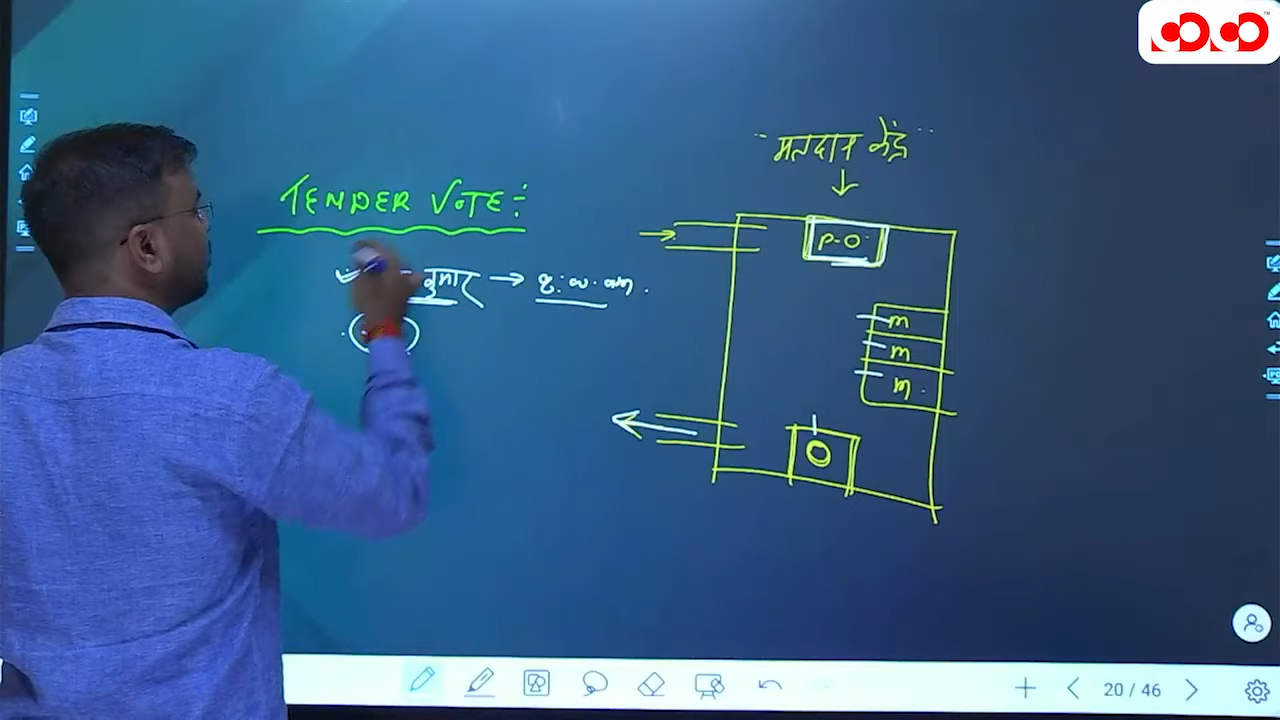 TENDER VOTE :-
कुमार →
मतदान केंद्र
P.O.
m
m
m
O
20 / 46